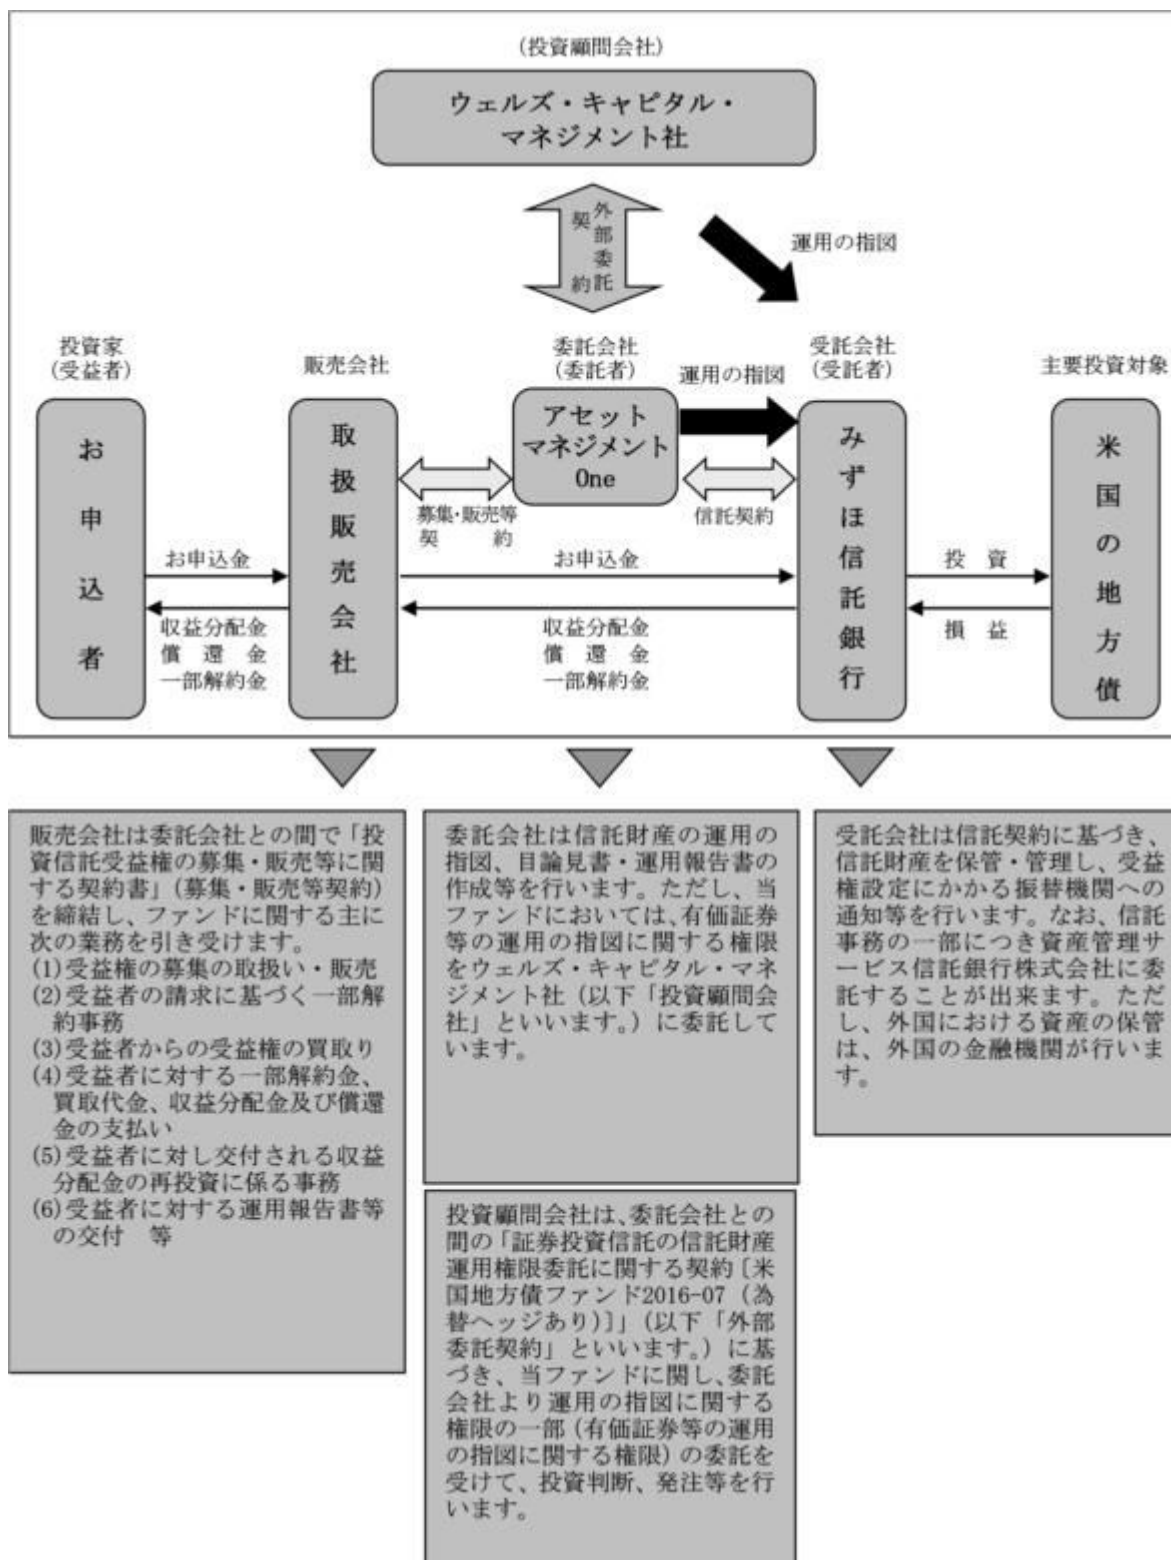 (投資顧問会社)
ウェルズ・キャピタル・
マネジメント社
外部委託
契約
運用の指図
投資家
(受益者)
販売会社
委託会社
(委託者)
運用の指図
受託会社
(受託者)
主要投資対象
お申込者
取扱販売会社
アセット
マネジメント
One
みずほ信託銀行
米国の地方債
募集・販売等
契約
信託契約
お申込金
お申込金
投資
収益分配金
償還金
一部解約金
収益分配金
償還金
一部解約金
損益
販売会社は委託会社との間で「投
資信託受益権の募集・販売等に関
する契約書」(募集・販売等契約)
を締結し、ファンドに関する主に
次の業務を引き受けます。
(1)受益権の募集の取扱い・販売
(2)受益者の請求に基づく一部解
約事務
(3)受益者からの受益権の買取り
(4)受益者に対する一部解約金、
買取代金、収益分配金及び償還
金の支払い
(5)受益者に対し交付される収益
分配金の再投資に係る事務
(6)受益者に対する運用報告書等
の交付 等
委託会社は信託財産の運用の
指図、目論見書・運用報告書の
作成等を行います。ただし、当
ファンドにおいては、有価証券
等の運用の指図に関する権限
をウェルズ・キャピタル・マネ
ジメント社(以下「投資顧問会
社」といいます。)に委託して
います。
投資顧問会社は、委託会社との
間の「証券投資信託の信託財産
運用権限委託に関する契約[米
国地方債ファンド2016-07(為
替ヘッジあり)]」(以下「外部
委託契約」といいます。)に基
づき、当ファンドに関し、委託
会社より運用の指図に関する
権限の一部(有価証券等の運用
の指図に関する権限)の委託を
受けて、投資判断、発注等を行
います。
受託会社は信託契約に基づき、
信託財産を保管・管理し、受益
権設定にかかる振替機関への
通知等を行います。なお、信託
事務の一部につき資産管理サ
ービス信託銀行株式会社に委
託することが出来ます。ただ
し、外国における資産の保管
は、外国の金融機関が行いま
す。